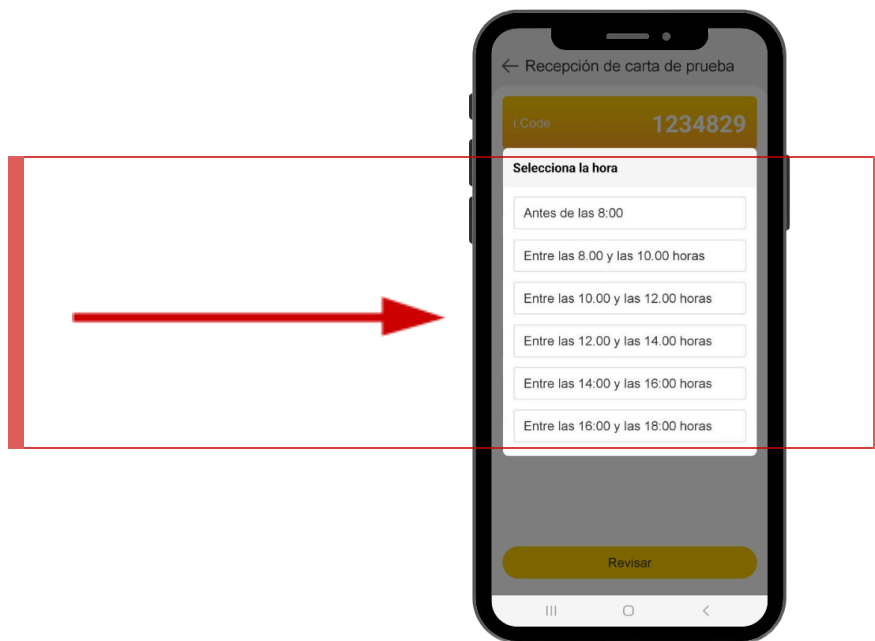 Recepción de carta de prueba
i.Code 1234829
Selecciona la hora
Antes de las 8:00
Entre las 8.00 y las 10.00 horas
Entre las 10.00 y las 12.00 horas
Entre las 12.00 y las 14.00 horas
Entre las 14:00 y las 16:00 horas
Entre las 16:00 y las 18:00 horas
Revisar